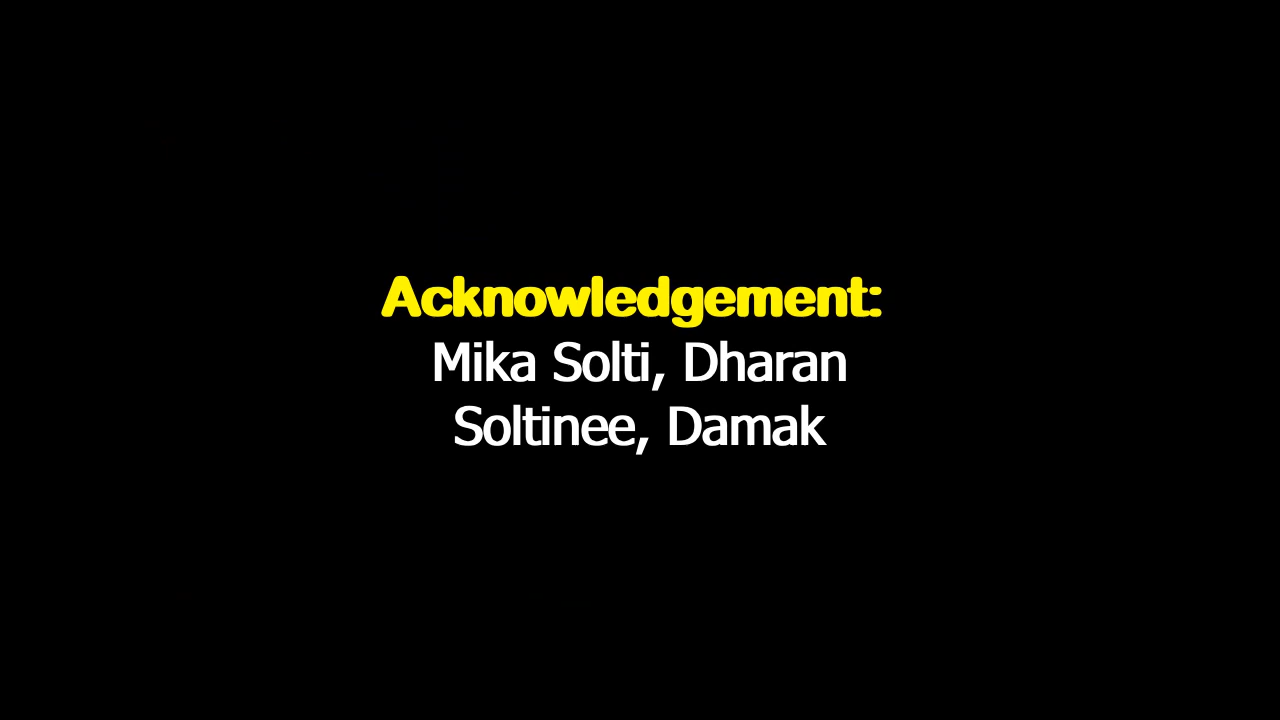 Acknowledgement:
Mika Solti, Dharan
Soltinee, Damak